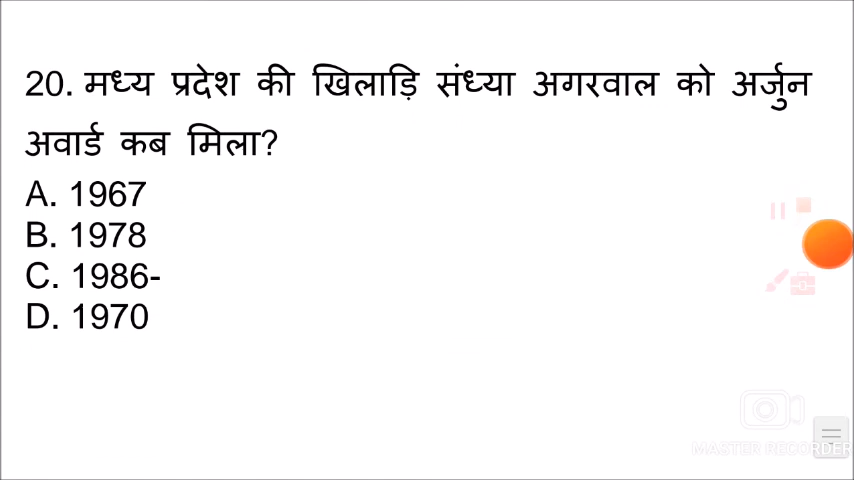 20. मध्य प्रदेश की खिलाड़ि संध्या अगरवाल को अर्जुन
अवार्ड कब मिला?
A. 1967
B. 1978
C. 1986-
D. 1970
MASTER RECORDER